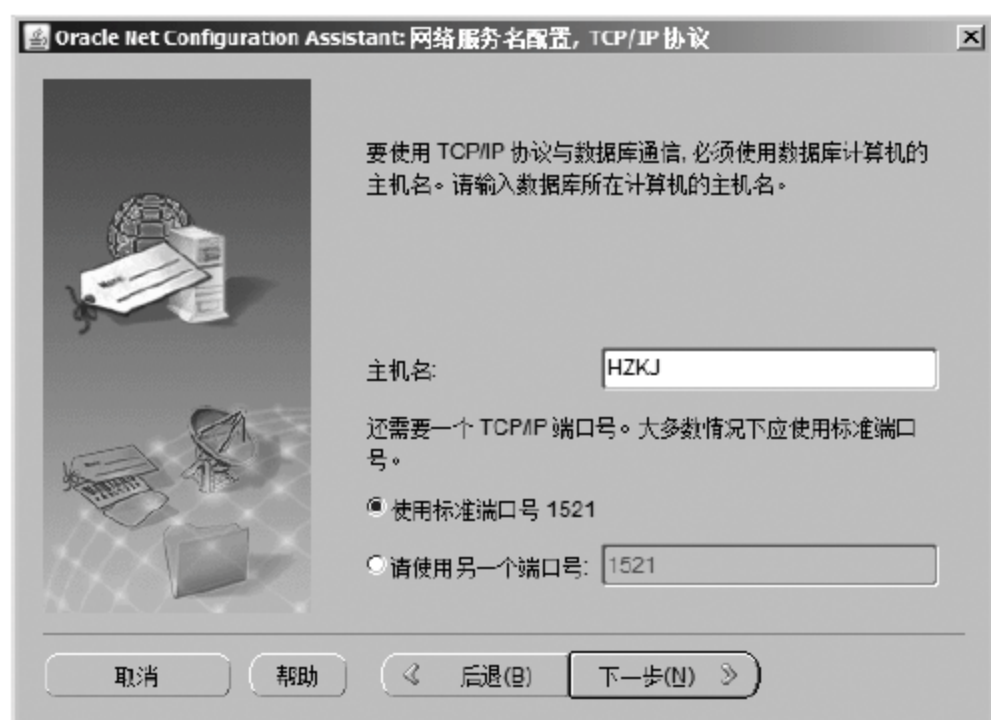 Oracle Net Configuration Assistant: 网络服务名配置, TCP/IP 协议
要使用 TCP/IP 协议与数据库通信, 必须使用数据库计算机的
主机名。请输入数据库所在计算机的主机名。
主机名:
HZKJ
还需要一个 TCP/IP 端口号。大多数情况下应使用标准端口
号。
使用标准端口号 1521
请使用另一个端口号:
1521
取消
帮助
后退(B)
下一步(N)